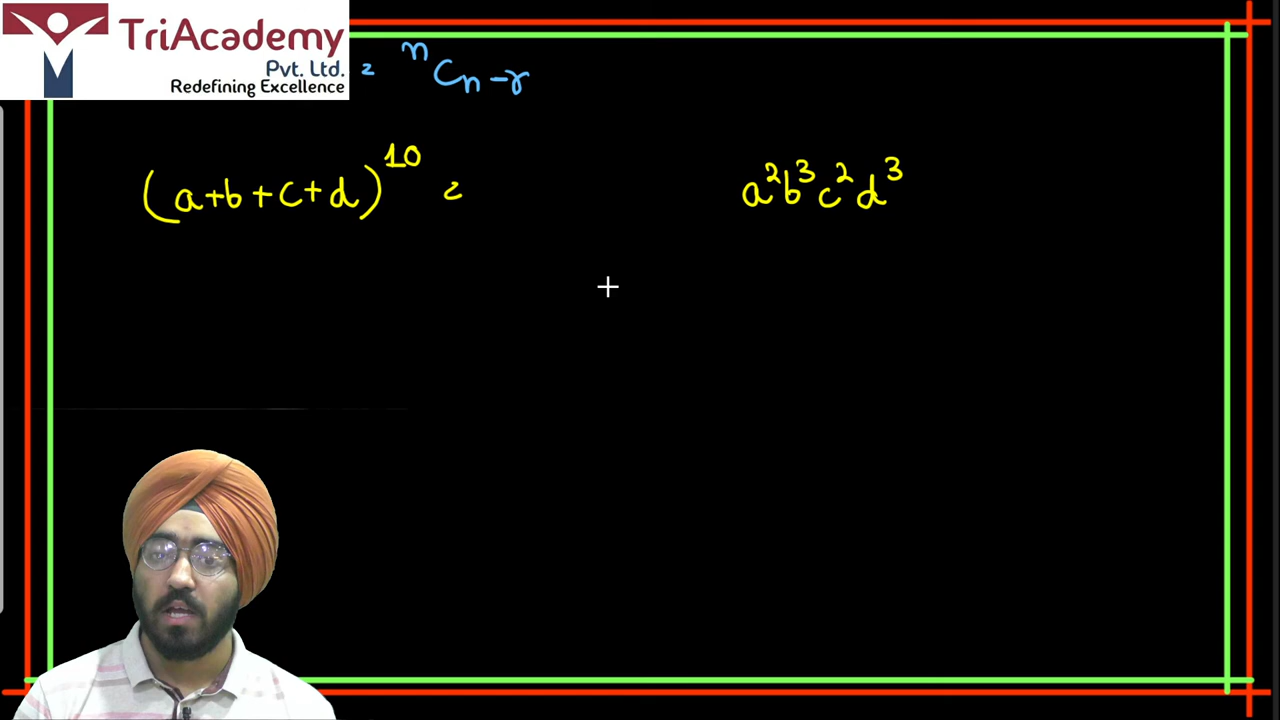 TriAcademy
Pvt. Ltd.
Redefining Excellence
= ⁿCₙ₋ᵣ
(a+b+c+d)¹⁰ =
a²b³c²d³